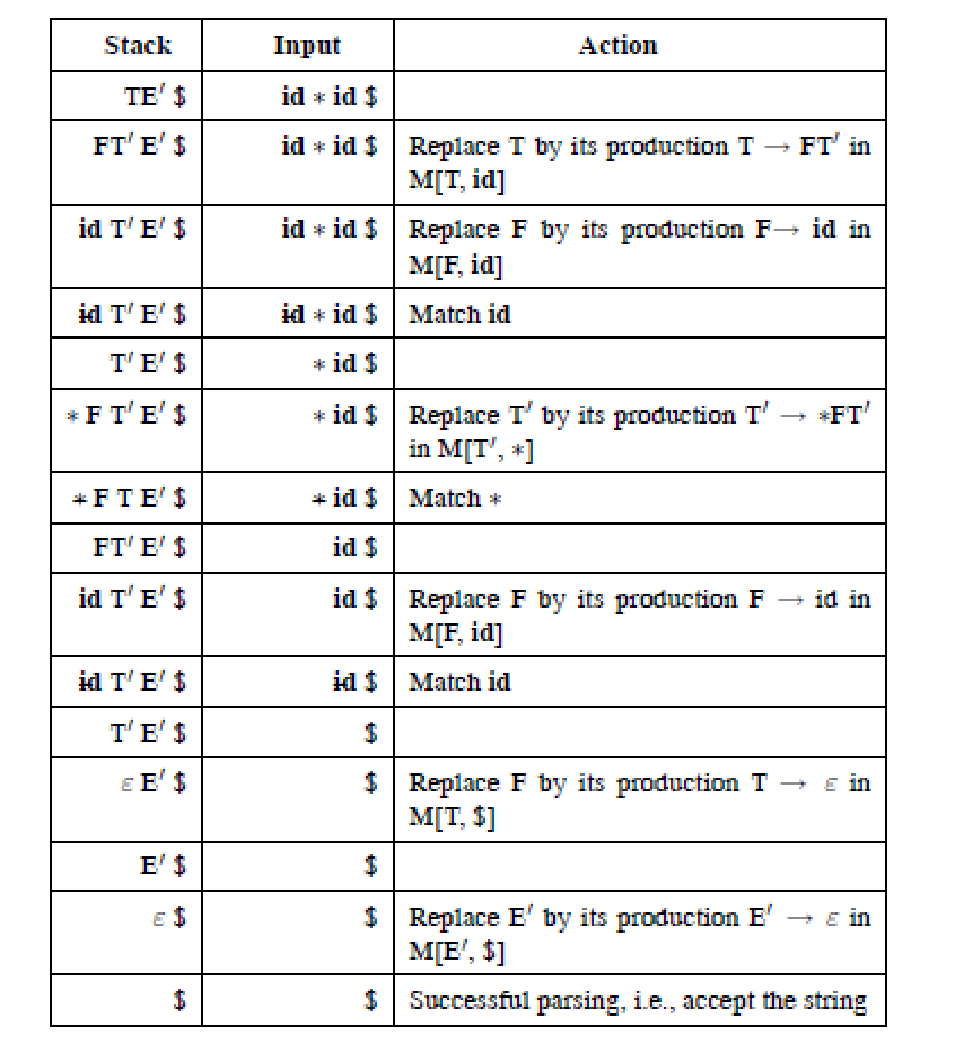 Stack Input Action
TE′ $ id * id $
FT′ E′ $ id * id $ Replace T by its production T → FT′ in
M[T, id]
id T′ E′ $ id * id $ Replace F by its production F→ id in
M[F, id]
id T′ E′ $ id * id $ Match id
T′ E′ $ * id $
* F T′ E′ $ * id $ Replace T′ by its production T′ → *FT′
in M[T′, *]
* F T E′ $ * id $ Match *
FT′ E′ $ id $
id T′ E′ $ id $ Replace F by its production F → id in
M[F, id]
id T′ E′ $ id $ Match id
T′ E′ $ $
ε E′ $ $ Replace F by its production T → ε in
M[T, $]
E′ $ $
ε $ $ Replace E′ by its production E′ → ε in
M[E′, $]
$ $ Successful parsing, i.e., accept the string